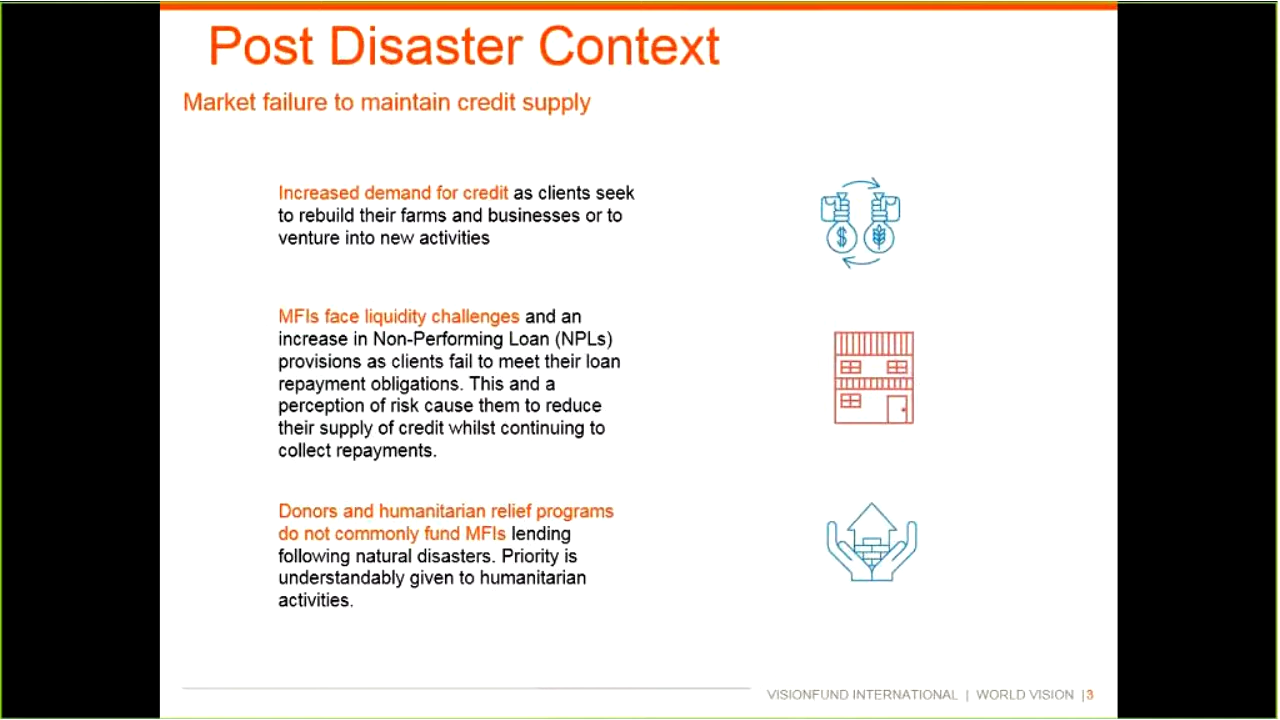 Post Disaster Context
Market failure to maintain credit supply
Increased demand for credit as clients seek
to rebuild their farms and businesses or to
venture into new activities
MFIs face liquidity challenges and an
increase in Non-Performing Loan (NPLs)
provisions as clients fail to meet their loan
repayment obligations. This and a
perception of risk cause them to reduce
their supply of credit whilst continuing to
collect repayments.
Donors and humanitarian relief programs
do not commonly fund MFIs lending
following natural disasters. Priority is
understandably given to humanitarian
activities.
VISIONFUND INTERNATIONAL | WORLD VISION |3